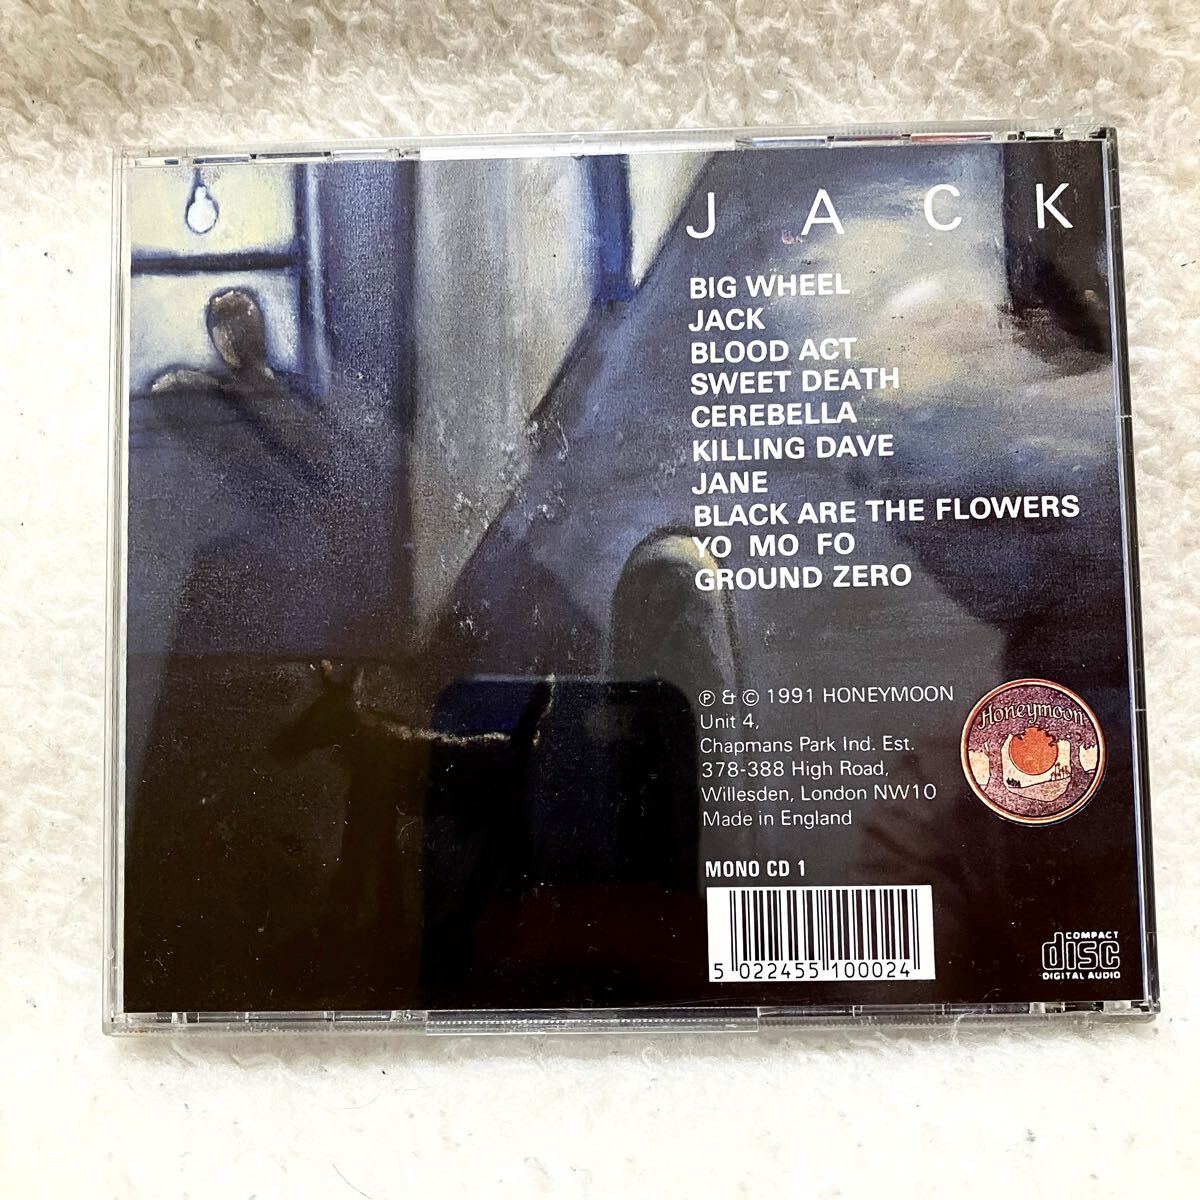 J A C K
BIG WHEEL
JACK
BLOOD ACT
SWEET DEATH
CEREBELLA
KILLING DAVE
JANE
BLACK ARE THE FLOWERS
YO MO FO
GROUND ZERO
℗ & © 1991 HONEYMOON
Unit 4,
Chapmans Park Ind. Est.
378-388 High Road,
Willesden, London NW10
Made in England
Honeymoon
MONO CD 1
5 022455 100024
COMPACT
disc
DIGITAL AUDIO